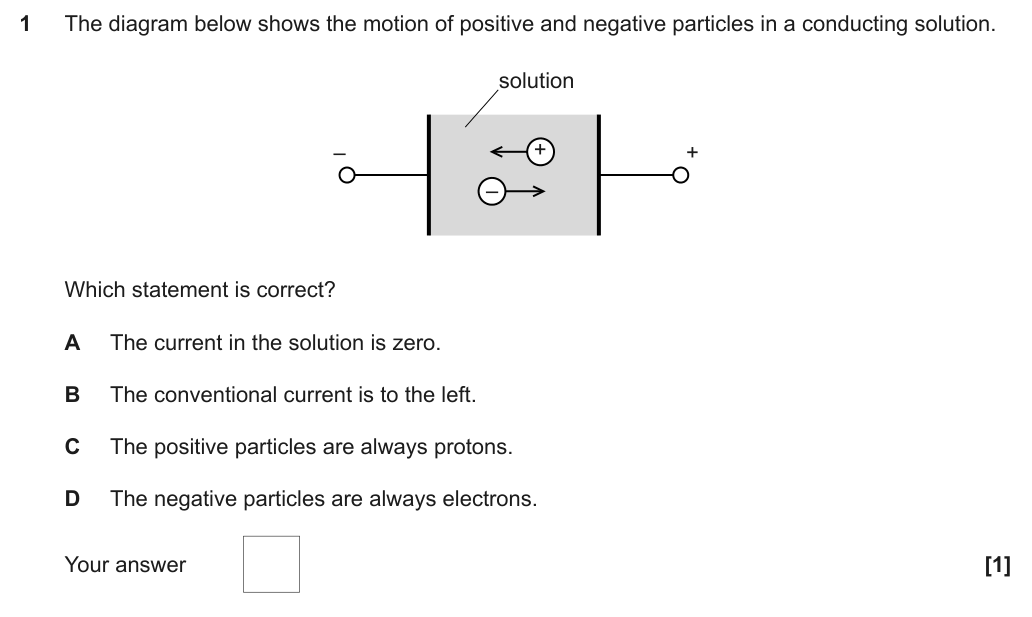 1 The diagram below shows the motion of positive and negative particles in a conducting solution.
solution
– +
+
–
Which statement is correct?
A The current in the solution is zero.
B The conventional current is to the left.
C The positive particles are always protons.
D The negative particles are always electrons.
Your answer [1]